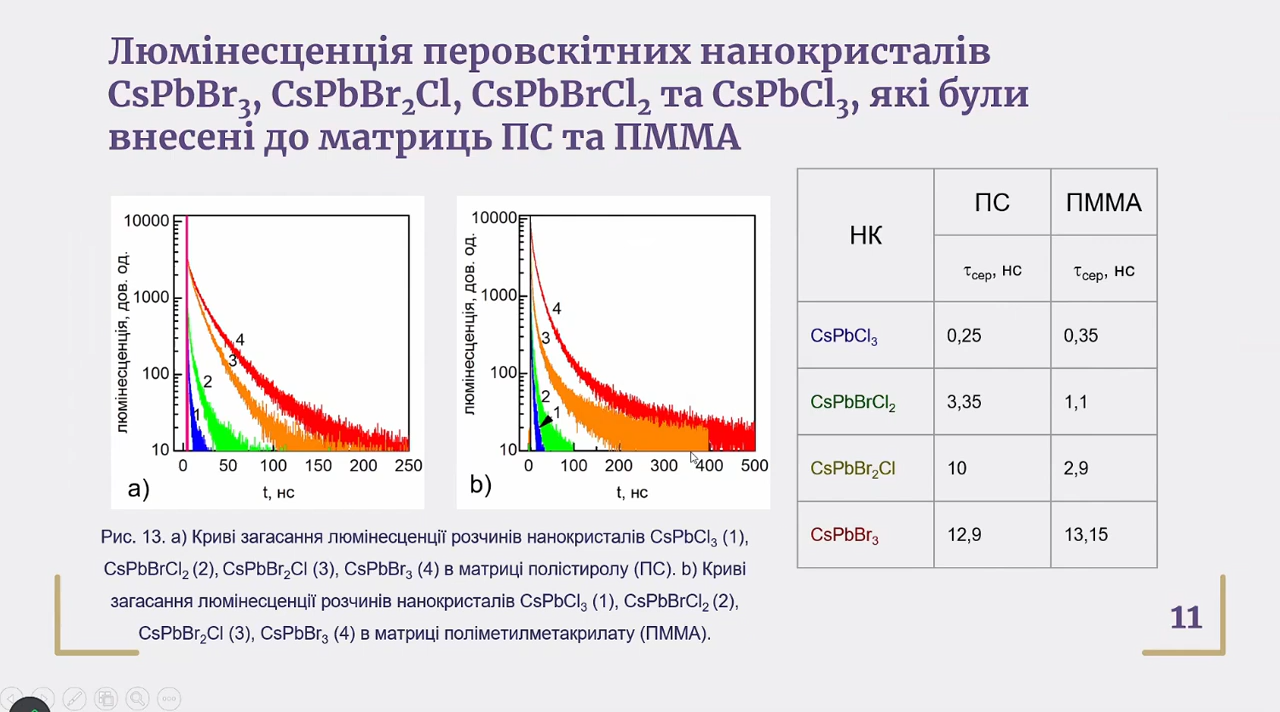 Люмінесценція перовскітних нанокристалів
CsPbBr₃, CsPbBr₂Cl, CsPbBrCl₂ та CsPbCl₃, які були
внесені до матриць ПС та ПММА
люмінесценція, дов. од.
10000
1000
100
10
4
3
2
1
0 50 100 150 200 250
t, нс
a)
люмінесценція, дов. од.
10000
1000
100
10
4
3
2
1
0 100 200 300 400 500
t, нс
b)
НК ПС ПММА
τсер, нс τсер, нс
CsPbCl₃ 0,25 0,35
CsPbBrCl₂ 3,35 1,1
CsPbBr₂Cl 10 2,9
CsPbBr₃ 12,9 13,15
Рис. 13. a) Криві загасання люмінесценції розчинів нанокристалів CsPbCl₃ (1),
CsPbBrCl₂ (2), CsPbBr₂Cl (3), CsPbBr₃ (4) в матриці полістиролу (ПС). b) Криві
загасання люмінесценції розчинів нанокристалів CsPbCl₃ (1), CsPbBrCl₂ (2),
CsPbBr₂Cl (3), CsPbBr₃ (4) в матриці поліметилметакрилату (ПММА).
11